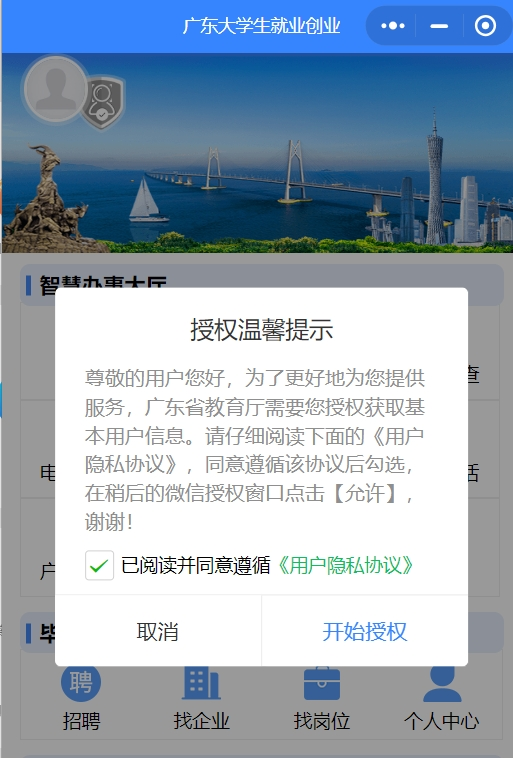 广东大学生就业创业
智慧办事大厅
授权温馨提示
尊敬的用户您好，为了更好地为您提供
服务，广东省教育厅需要您授权获取基
本用户信息。请仔细阅读下面的《用户
隐私协议》，同意遵循该协议后勾选，
在稍后的微信授权窗口点击【允许】，
谢谢！
查
电
话
户
已阅读并同意遵循《用户隐私协议》
取消
开始授权
毕
聘
招聘
找企业
找岗位
个人中心